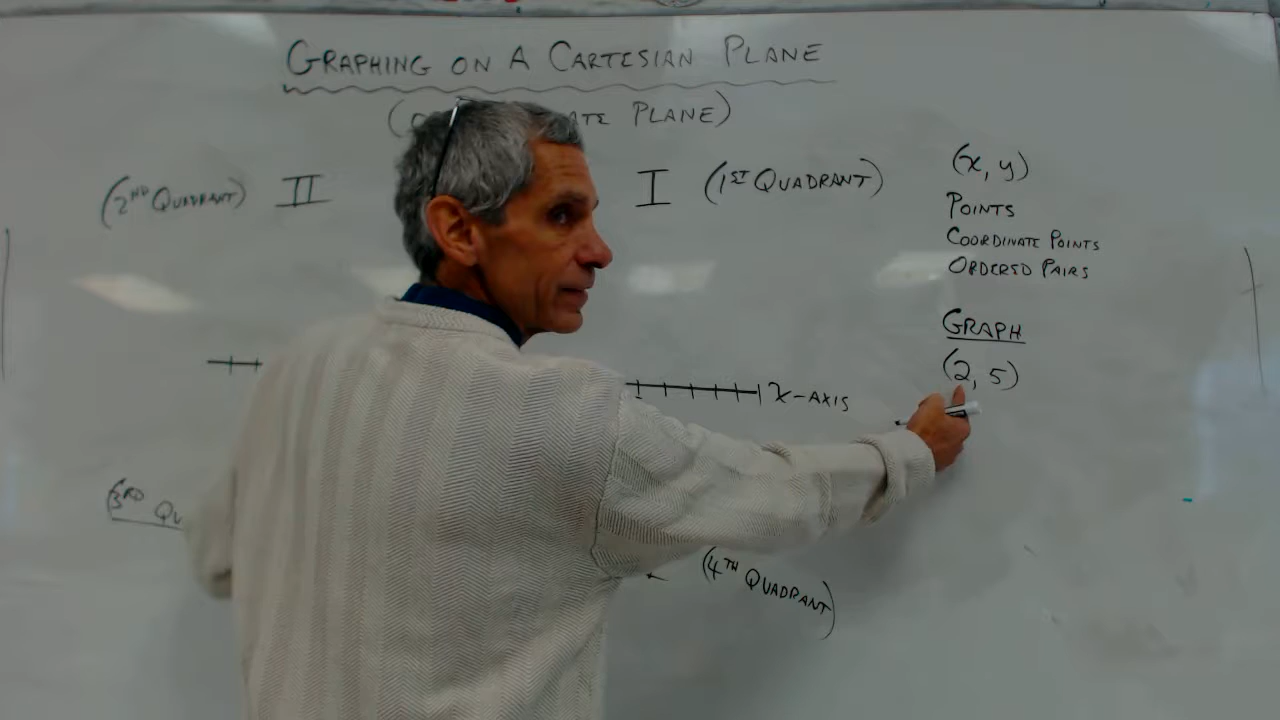 GRAPHING ON A CARTESIAN PLANE
PLANE)
(2ND QUADRANT) II
I (1ST QUADRANT)
(x, y)
POINTS
COORDINATE POINTS
ORDERED PAIRS
GRAPH
(2, 5)
X-AXIS
(3RD
(4TH QUADRANT)